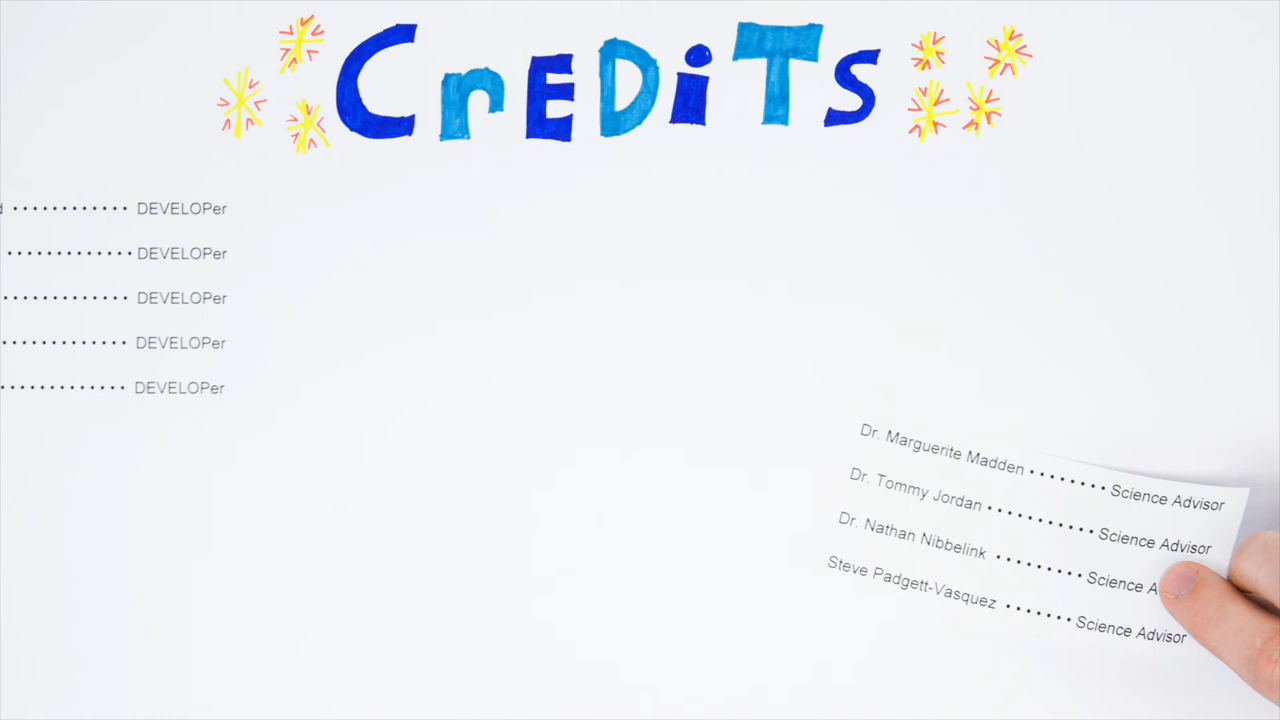 CreDiTs
DEVELOPer
DEVELOPer
DEVELOPer
DEVELOPer
DEVELOPer
Dr. Marguerite Madden ········ Science Advisor
Dr. Tommy Jordan ··········· Science Advisor
Dr. Nathan Nibbelink ········· Science A
Steve Padgett-Vasquez ······· Science Advisor